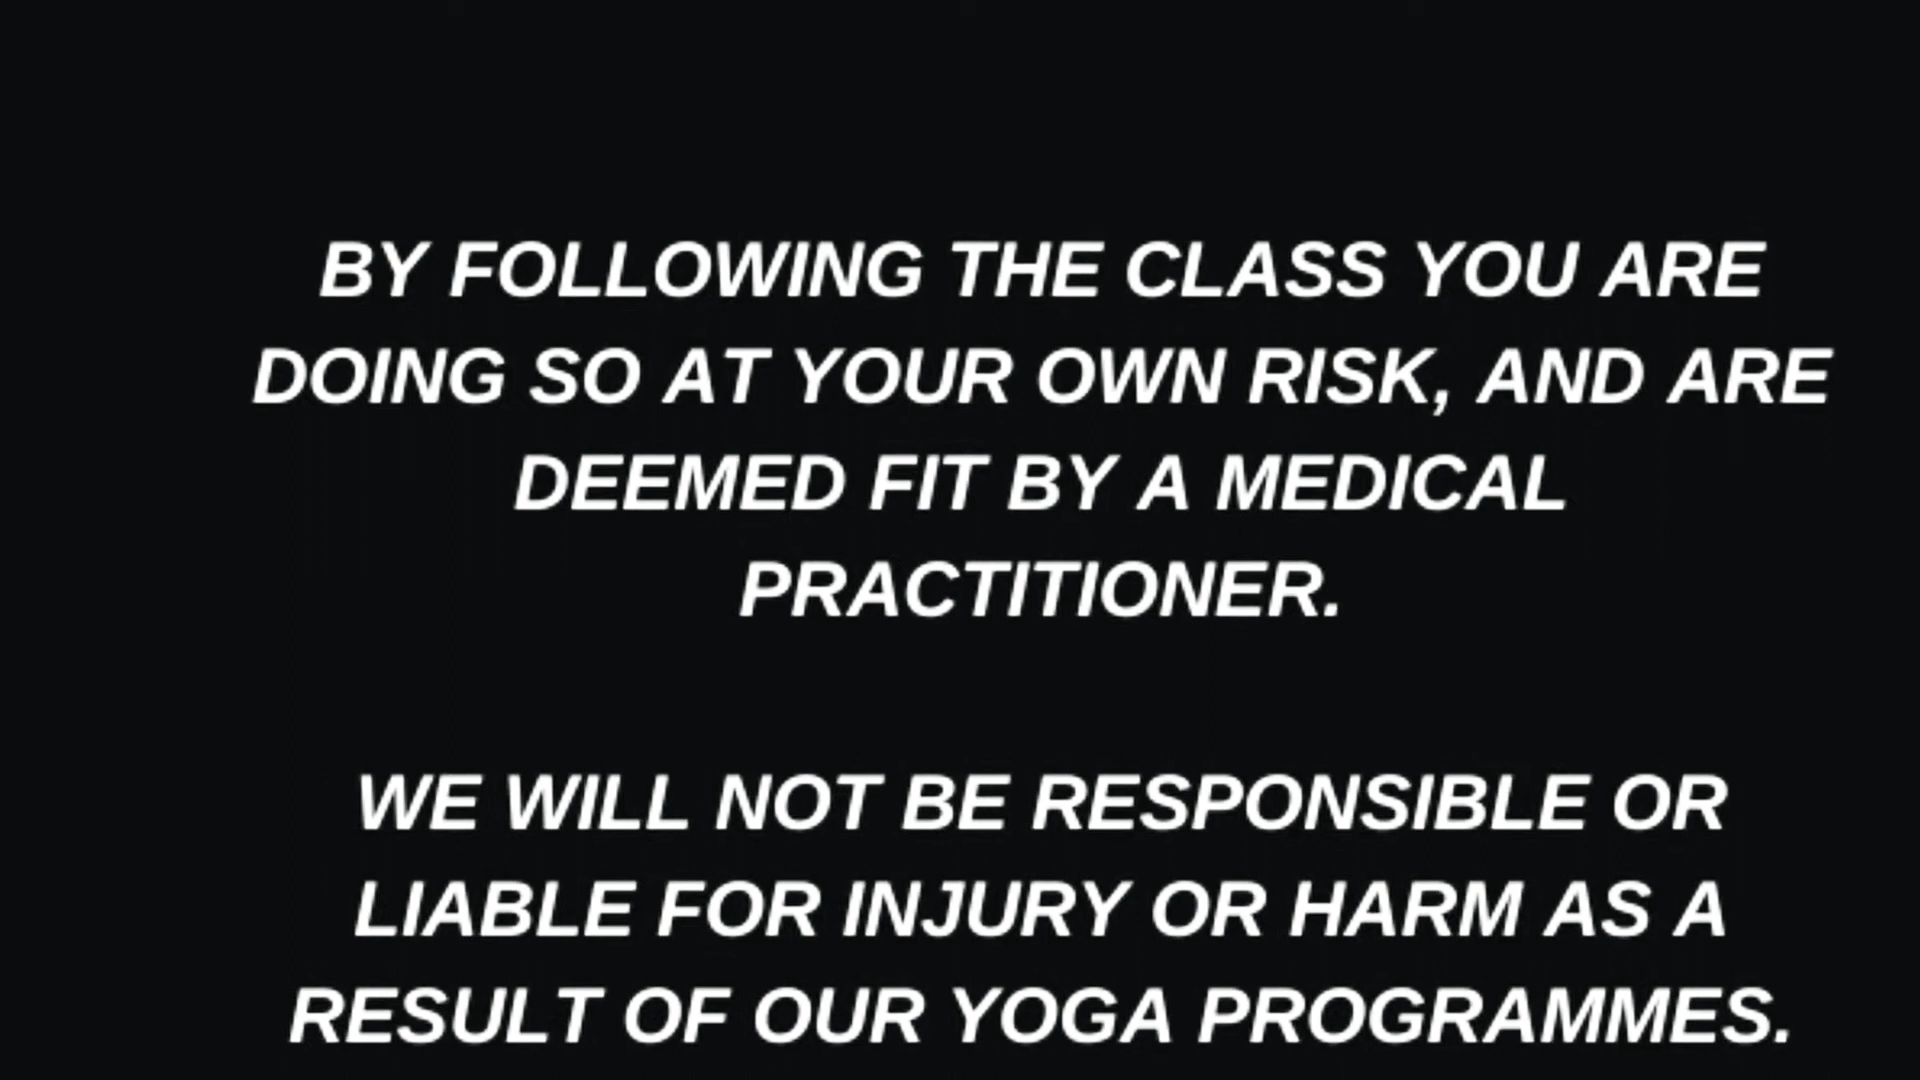 BY FOLLOWING THE CLASS YOU ARE
DOING SO AT YOUR OWN RISK, AND ARE
DEEMED FIT BY A MEDICAL
PRACTITIONER.
WE WILL NOT BE RESPONSIBLE OR
LIABLE FOR INJURY OR HARM AS A
RESULT OF OUR YOGA PROGRAMMES.